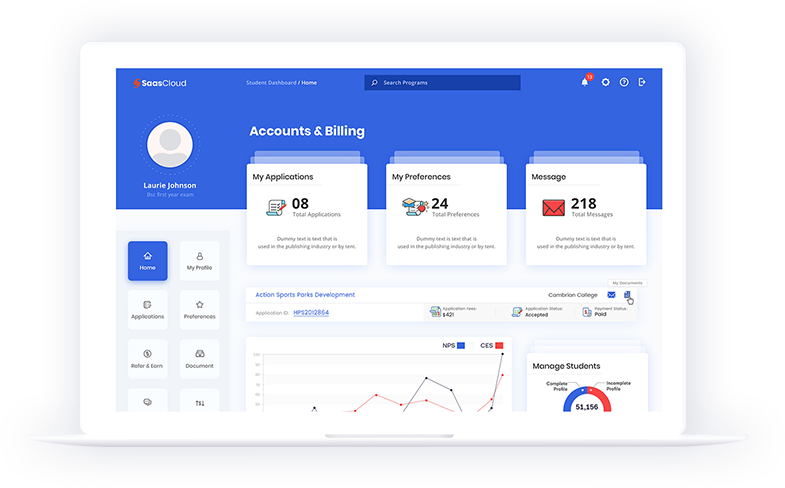 SaasCloud
Student Dashboard / Home
Search Programs
13
Laurie Johnson
Bsc first year exam
Accounts & Billing
My Applications
08
Total Applications
Dummy text is text that is
used in the publishing industry or by tent.
My Preferences
24
Total Preferences
Dummy text is text that is
used in the publishing industry or by tent.
Message
218
Total Messages
Dummy text is text that is
used in the publishing industry or by tent.
Home
My Profile
Applications
Preferences
Refer & Earn
Document
My Documents
Action Sports Parks Development
Cambrian College
Application ID: HPS2012864
Application Fees:
$421
Application Status:
Accepted
Payment Status:
Paid
NPS
CES
100
90
80
70
60
50
Manage Students
Complete
Profile
Incomplete
Profile
51,156